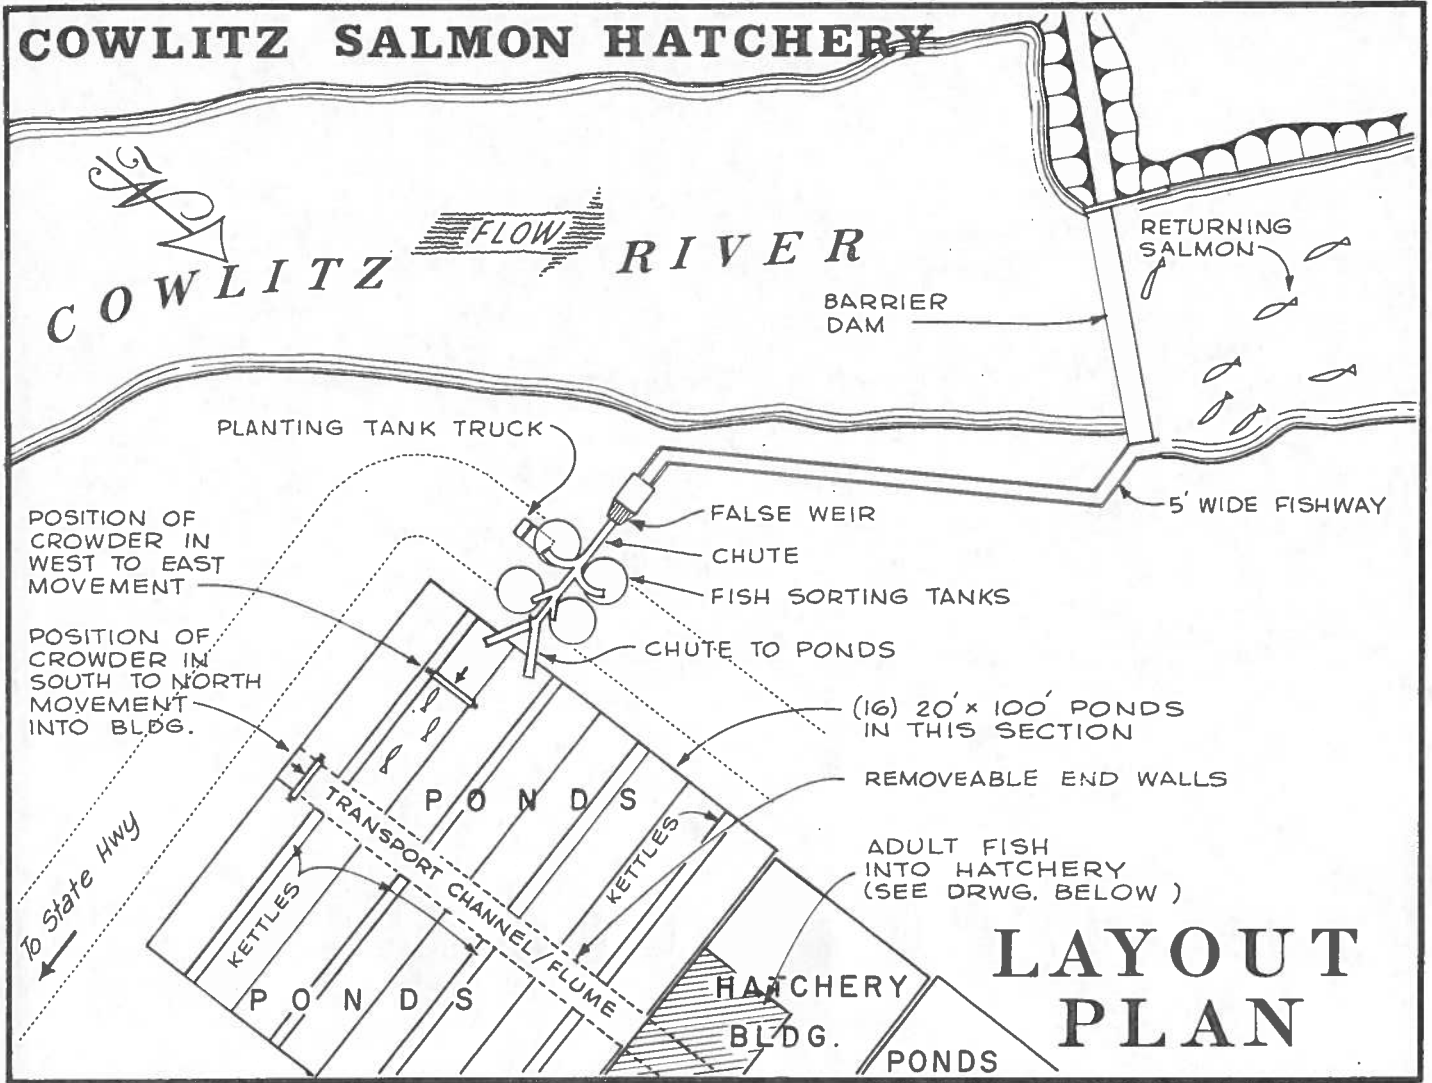 COWLITZ SALMON HATCHERY
N
FLOW
COWLITZ RIVER
RETURNING
SALMON
BARRIER
DAM
PLANTING TANK TRUCK
5' WIDE FISHWAY
POSITION OF
CROWDER IN
WEST TO EAST
MOVEMENT
FALSE WEIR
CHUTE
FISH SORTING TANKS
POSITION OF
CROWDER IN
SOUTH TO NORTH
MOVEMENT
INTO BLDG.
CHUTE TO PONDS
(16) 20' x 100' PONDS
IN THIS SECTION
REMOVEABLE END WALLS
PONDS
TRANSPORT CHANNEL/FLUME
KETTLES
ADULT FISH
INTO HATCHERY
(SEE DRWG. BELOW)
To State Hwy
KETTLES
PONDS
HATCHERY
BLDG.
PONDS
LAYOUT
PLAN